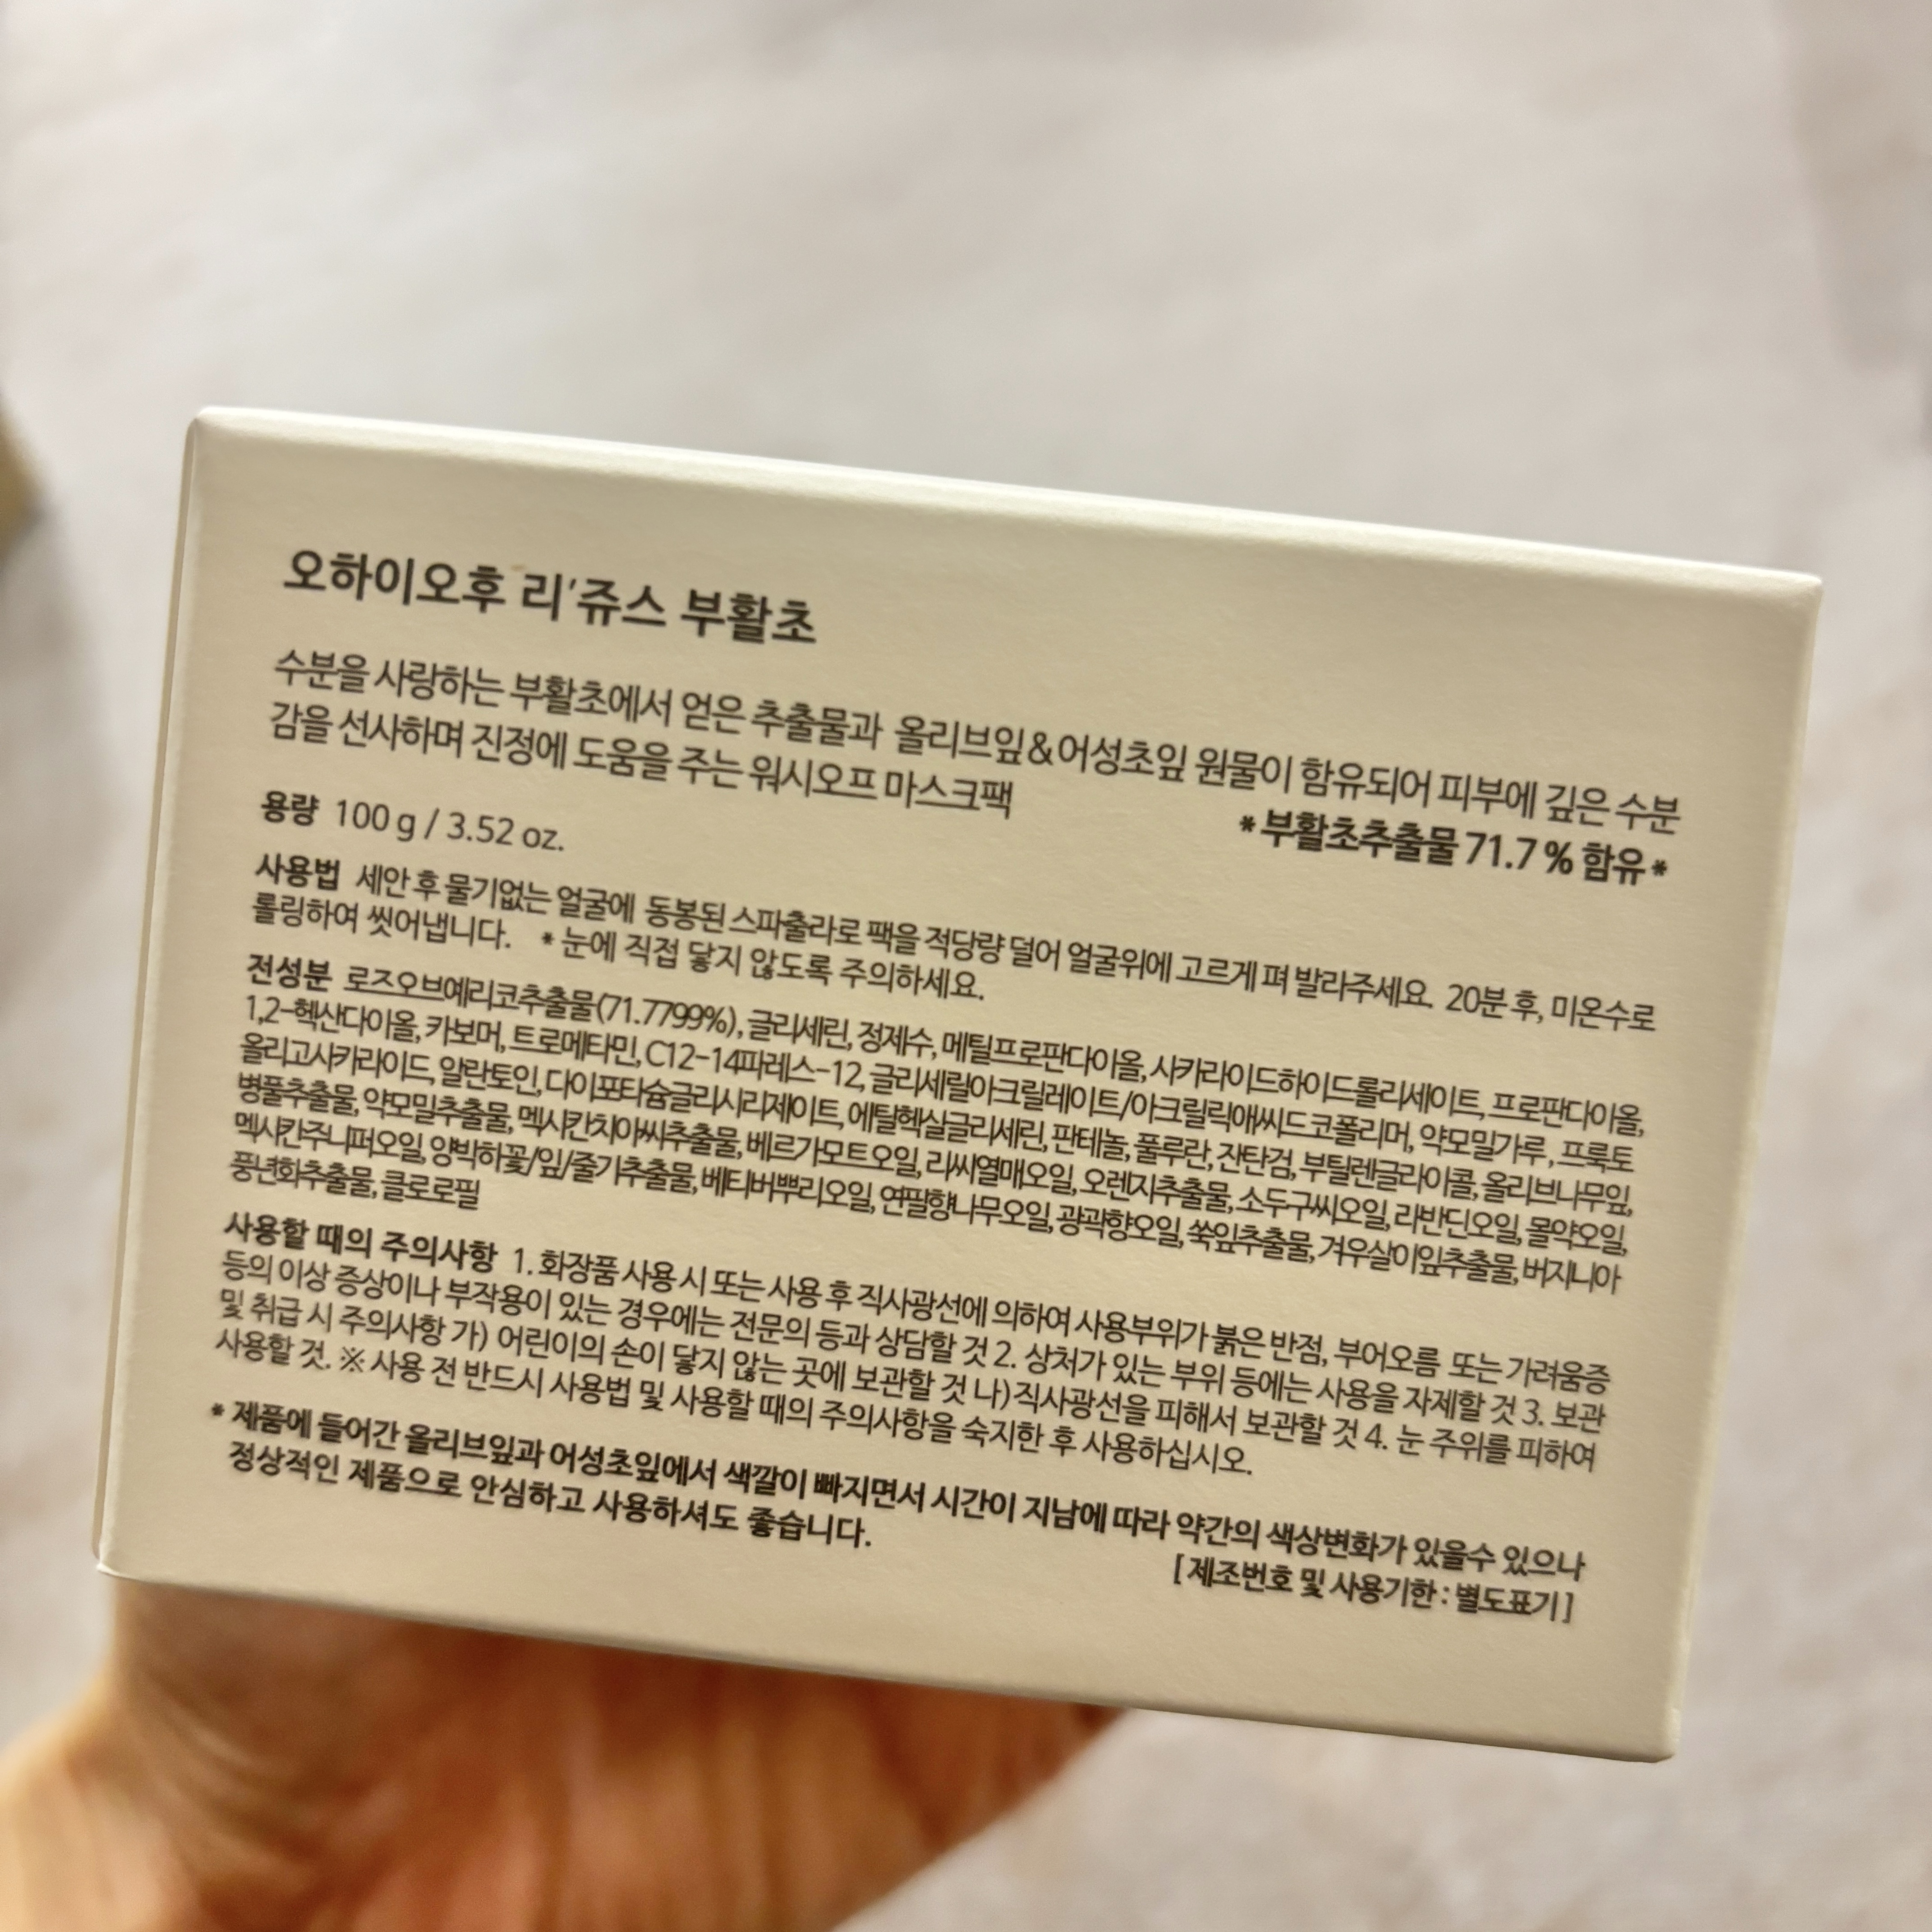 오하이오후 리'쥬스 부활초
수분을 사랑하는 부활초에서 얻은 추출물과 올리브잎&어성초잎 원물이 함유되어 피부에 깊은 수분
감을 선사하며 진정에 도움을 주는 워시오프 마스크팩
*부활초추출물 71.7 % 함유*
용량 100 g / 3.52 oz.
사용법 세안 후 물기없는 얼굴에 동봉된 스파출라로 팩을 적당량 덜어 얼굴위에 고르게 펴 발라주세요. 20분 후, 미온수로
롤링하여 씻어냅니다. * 눈에 직접 닿지 않도록 주의하세요.
전성분 로즈오브예리코추출물(71.7799%), 글리세린, 정제수, 메틸프로판다이올, 사카라이드하이드롤리세이트, 프로판다이올,
1,2-헥산다이올, 카보머, 트로메타민, C12-14파레스-12, 글리세릴아크릴레이트/아크릴릭애씨드코폴리머, 약모밀가루, 프룩토
올리고사카라이드, 알란토인, 다이포타슘글리시리제이트, 에틸헥실글리세린, 판테놀, 풀루란, 잔탄검, 부틸렌글라이콜, 올리브나무잎,
병풀추출물, 약모밀추출물, 멕시칸치아씨추출물, 베르가모트오일, 리씨열매오일, 오렌지추출물, 소두구씨오일, 라반딘오일, 몰약오일,
멕시칸주니퍼오일, 양박하꽃/잎/줄기추출물, 베티버뿌리오일, 연필향나무오일, 광곽향오일, 쑥잎추출물, 겨우살이잎추출물, 버지니아
풍년화추출물, 클로로필
사용할 때의 주의사항 1. 화장품 사용 시 또는 사용 후 직사광선에 의하여 사용부위가 붉은 반점, 부어오름 또는 가려움증
등의 이상 증상이나 부작용이 있는 경우에는 전문의 등과 상담할 것 2. 상처가 있는 부위 등에는 사용을 자제할 것 3. 보관
및 취급 시 주의사항 가) 어린이의 손이 닿지 않는 곳에 보관할 것 나) 직사광선을 피해서 보관할 것 4. 눈 주위를 피하여
사용할 것. ※ 사용 전 반드시 사용법 및 사용할 때의 주의사항을 숙지한 후 사용하십시오.
* 제품에 들어간 올리브잎과 어성초잎에서 색깔이 빠지면서 시간이 지남에 따라 약간의 색상변화가 있을수 있으나
정상적인 제품으로 안심하고 사용하셔도 좋습니다.
[ 제조번호 및 사용기한 : 별도표기 ]